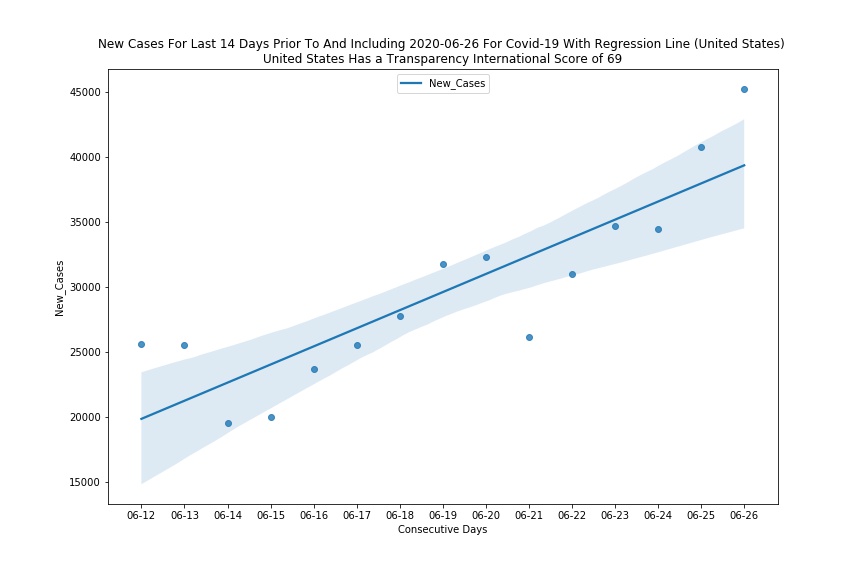 New Cases For Last 14 Days Prior To And Including 2020-06-26 For Covid-19 With Regression Line (United States)
United States Has a Transparency International Score of 69
New_Cases
45000
40000
35000
30000
25000
20000
15000
New_Cases
06-12 06-13 06-14 06-15 06-16 06-17 06-18 06-19 06-20 06-21 06-22 06-23 06-24 06-25 06-26
Consecutive Days